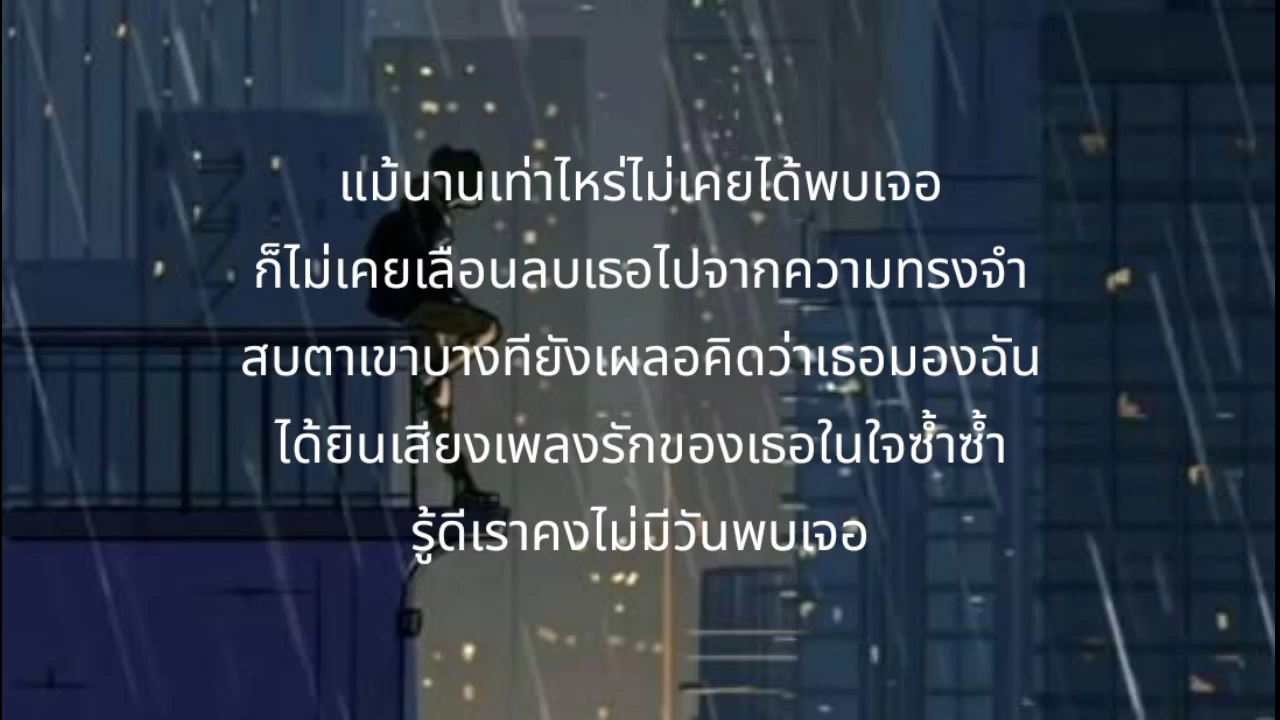 แม้นานเท่าไหร่ไม่เคยได้พบเจอ
ก็ไม่เคยเลือนลบเธอไปจากความทรงจำ
สบตาเขาบางทียังเผลอคิดว่าเธอมองฉัน
ได้ยินเสียงเพลงรักของเธอในใจซ้ำซ้ำ
รู้ดีเราคงไม่มีวันพบเจอ